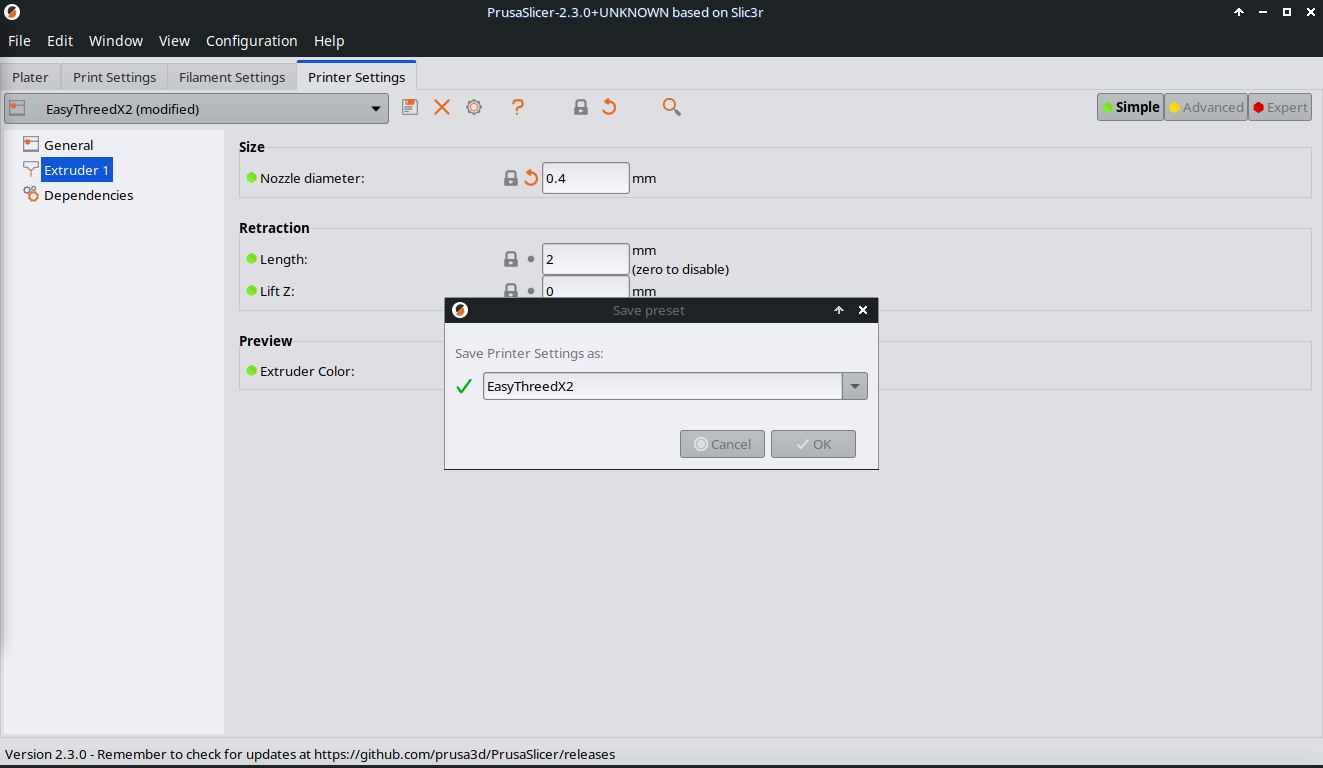 PrusaSlicer-2.3.0+UNKNOWN based on Slic3r
File Edit Window View Configuration Help
Plater Print Settings Filament Settings Printer Settings
EasyThreedX2 (modified) ? Simple Advanced Expert
General
Extruder 1
Dependencies
Size
Nozzle diameter: 0.4 mm
Retraction
Length: 2 mm
(zero to disable)
Lift Z: 0 mm
Preview
Extruder Color:
Save preset
Save Printer Settings as:
EasyThreedX2
Cancel OK
Version 2.3.0 - Remember to check for updates at https://github.com/prusa3d/PrusaSlicer/releases